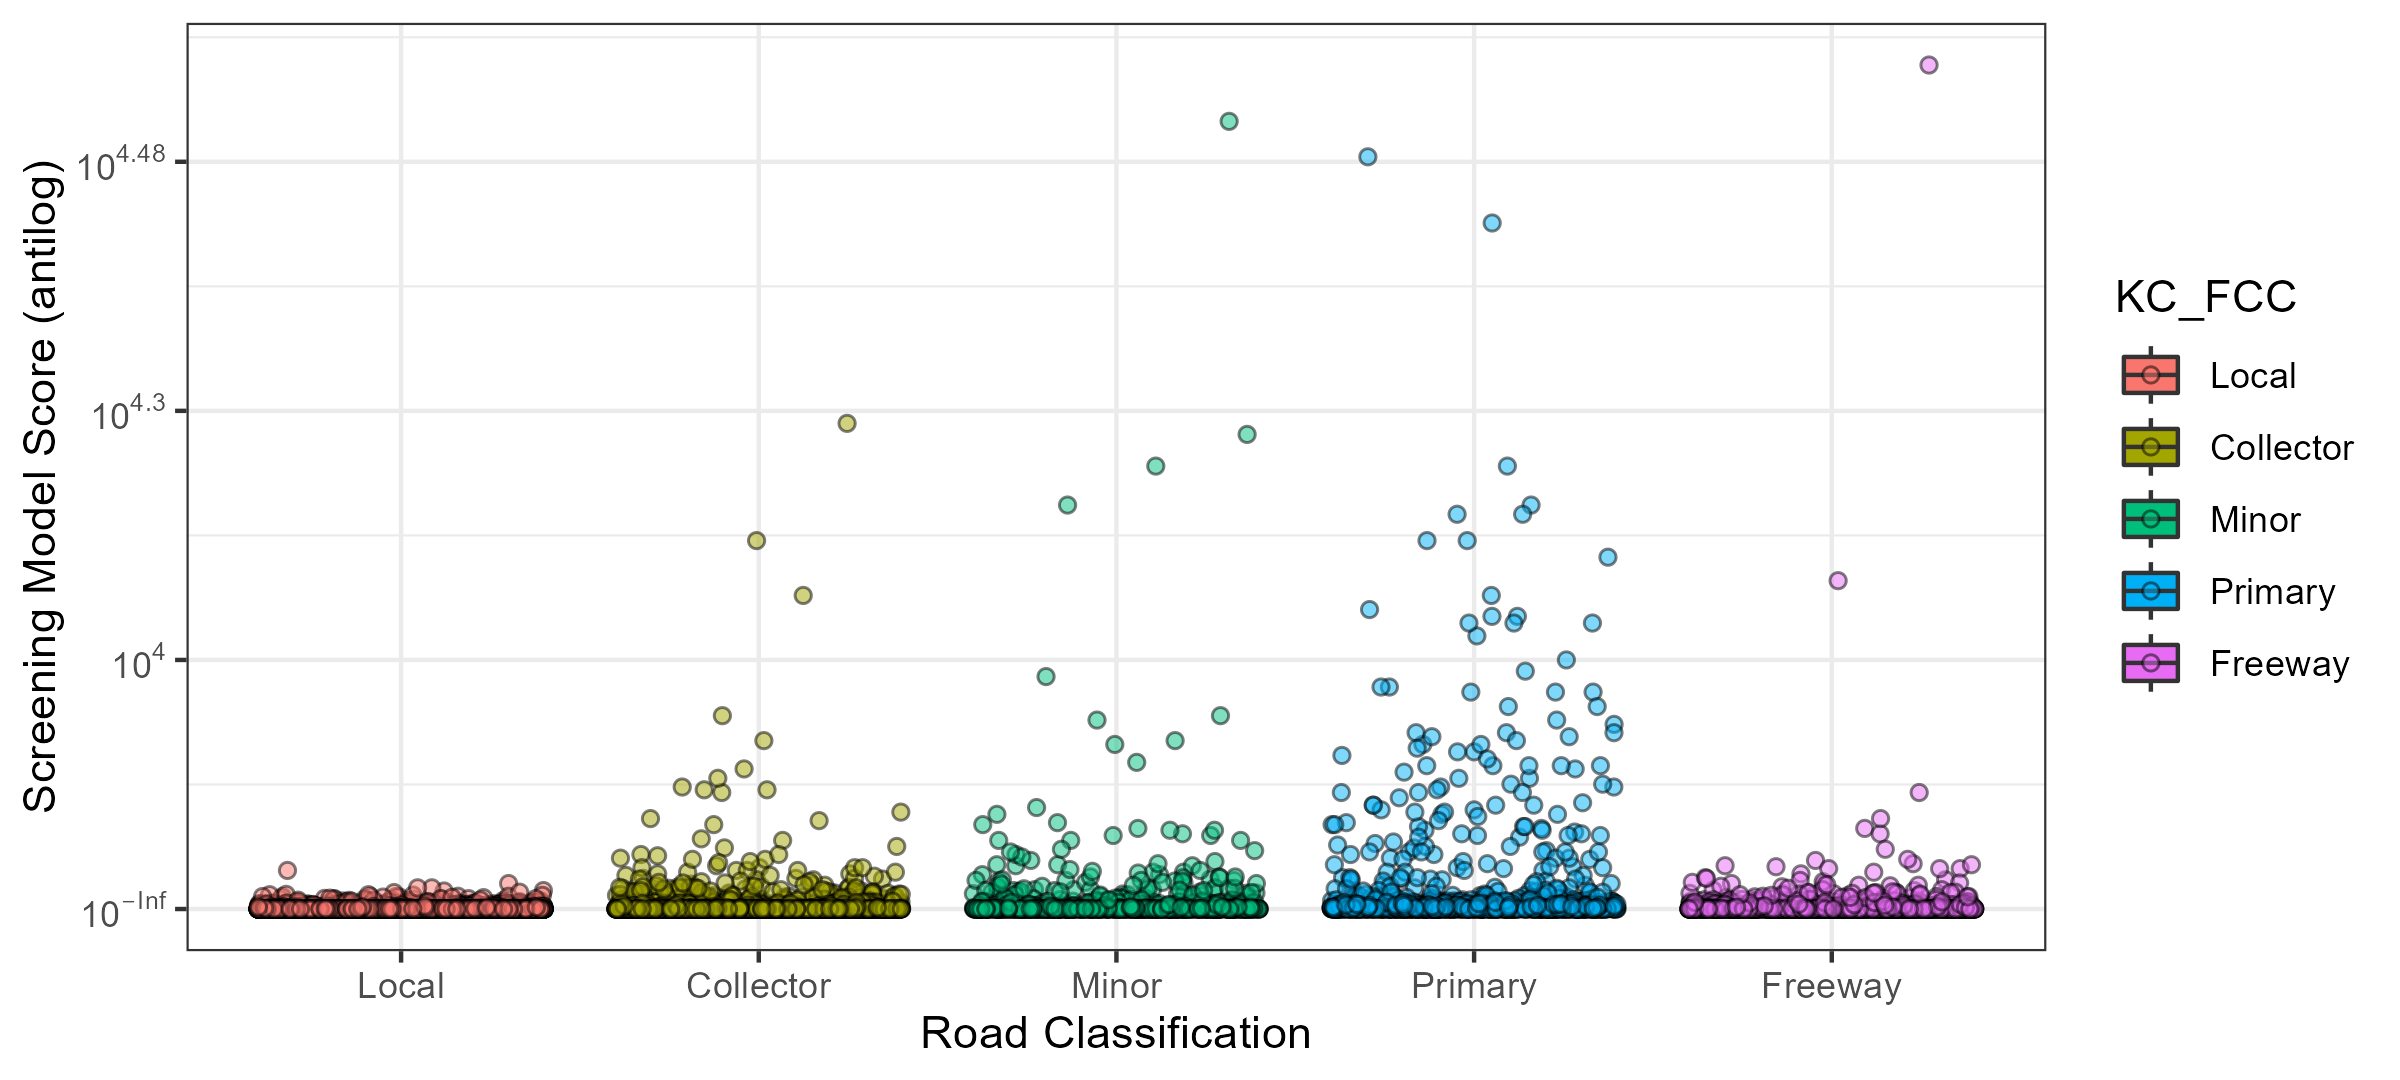 Screening Model Score (antilog)
10^4.48
10^4.3
10^4
10^-Inf
Local
Collector
Minor
Primary
Freeway
Road Classification
KC_FCC
Local
Collector
Minor
Primary
Freeway